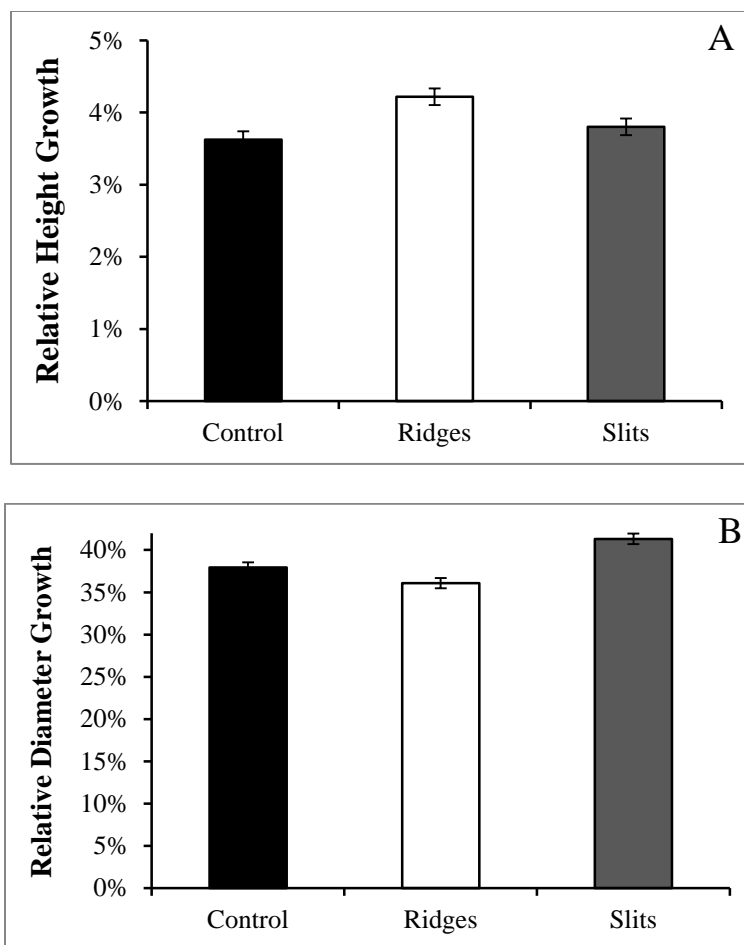 A
Relative Height Growth
5%
4%
3%
2%
1%
0%
Control Ridges Slits
B
Relative Diameter Growth
40%
35%
30%
25%
20%
15%
10%
5%
0%
Control Ridges Slits